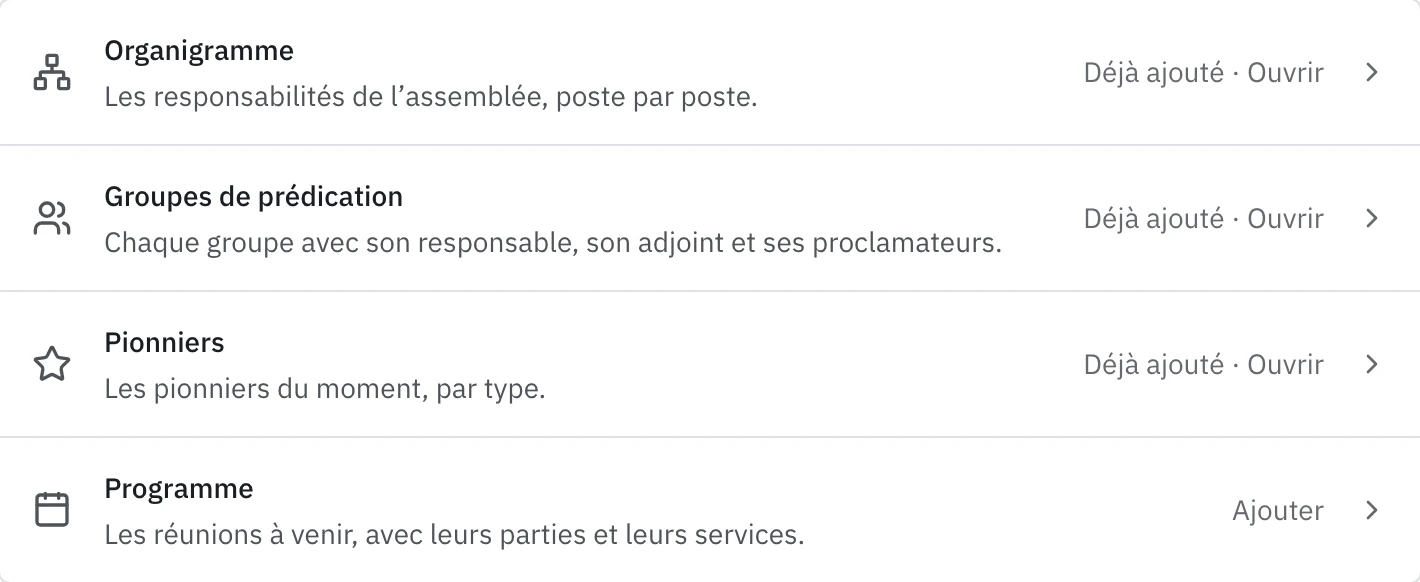 Organigramme
Les responsabilités de l’assemblée, poste par poste.
Déjà ajouté · Ouvrir
Groupes de prédication
Chaque groupe avec son responsable, son adjoint et ses proclamateurs.
Déjà ajouté · Ouvrir
Pionniers
Les pionniers du moment, par type.
Déjà ajouté · Ouvrir
Programme
Les réunions à venir, avec leurs parties et leurs services.
Ajouter